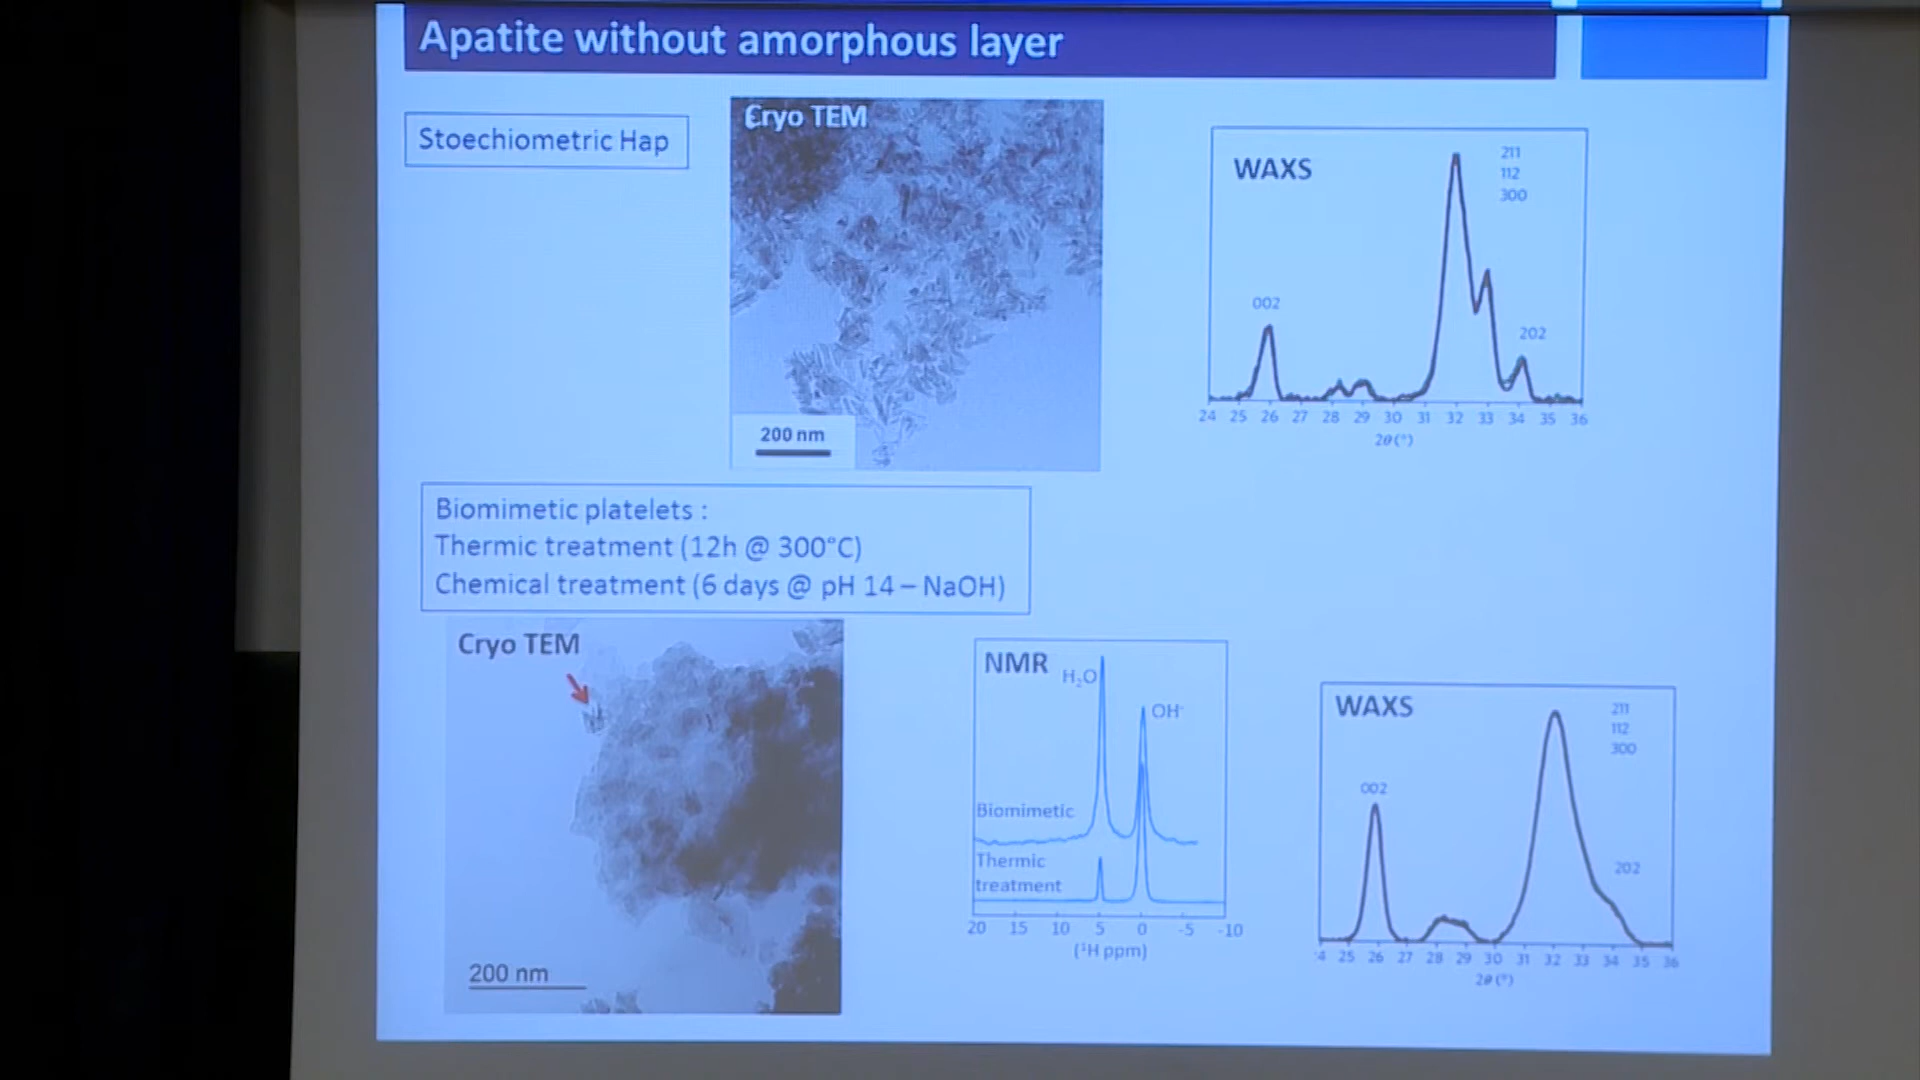 Apatite without amorphous layer
Stoechiometric Hap
Cryo TEM
200 nm
WAXS
211
112
300
002
202
24 25 26 27 28 29 30 31 32 33 34 35 36
2θ(°)
Biomimetic platelets :
Thermic treatment (12h @ 300°C)
Chemical treatment (6 days @ pH 14 – NaOH)
Cryo TEM
200 nm
NMR
H₂O
OH⁻
Biomimetic
Thermic
treatment
20 15 10 5 0 -5 -10
(¹H ppm)
WAXS
211
112
300
002
202
25 26 27 28 29 30 31 32 33 34 35 36
2θ(°)